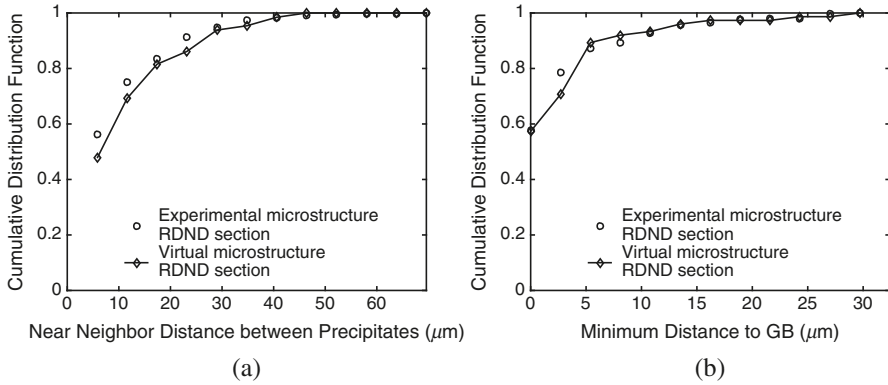 Cumulative Distribution Function
1
0.8
0.6
0.4
0.2
0
Experimental microstructure
RDND section
Virtual microstructure
RDND section
0 10 20 30 40 50 60
Near Neighbor Distance between Precipitates (μm)
(a)
Cumulative Distribution Function
1
0.8
0.6
0.4
0.2
0
Experimental microstructure
RDND section
Virtual microstructure
RDND section
0 5 10 15 20 25 30
Minimum Distance to GB (μm)
(b)